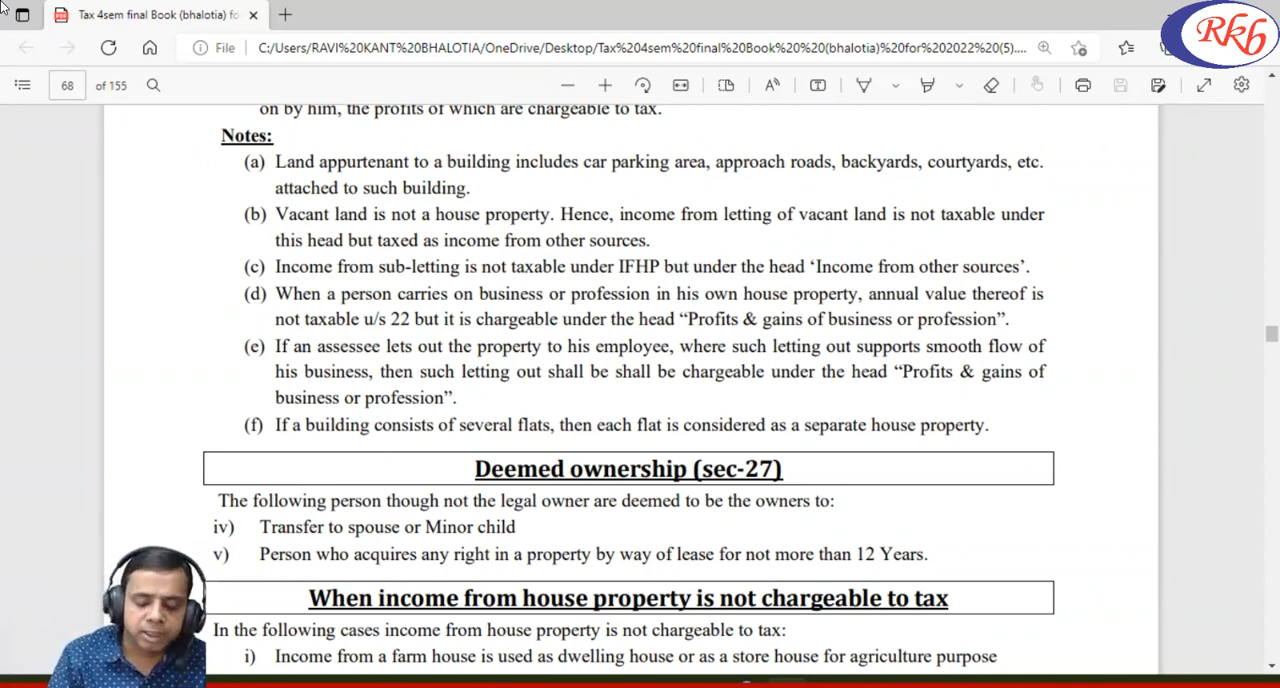 Tax 4sem final Book (bhalotia) fo
File
C:/Users/RAVI%20KANT%20BHALOTIA/OneDrive/Desktop/Tax%204sem%20final%20Book%20%20(bhalotia)%20for%202022%20(5)....
Rkb
68 of 155
on by him, the profits of which are chargeable to tax.
Notes:
(a) Land appurtenant to a building includes car parking area, approach roads, backyards, courtyards, etc.
attached to such building.
(b) Vacant land is not a house property. Hence, income from letting of vacant land is not taxable under
this head but taxed as income from other sources.
(c) Income from sub-letting is not taxable under IFHP but under the head ‘Income from other sources’.
(d) When a person carries on business or profession in his own house property, annual value thereof is
not taxable u/s 22 but it is chargeable under the head “Profits & gains of business or profession”.
(e) If an assessee lets out the property to his employee, where such letting out supports smooth flow of
his business, then such letting out shall be shall be chargeable under the head “Profits & gains of
business or profession”.
(f) If a building consists of several flats, then each flat is considered as a separate house property.
Deemed ownership (sec-27)
The following person though not the legal owner are deemed to be the owners to:
iv) Transfer to spouse or Minor child
v) Person who acquires any right in a property by way of lease for not more than 12 Years.
When income from house property is not chargeable to tax
In the following cases income from house property is not chargeable to tax:
i) Income from a farm house is used as dwelling house or as a store house for agriculture purpose